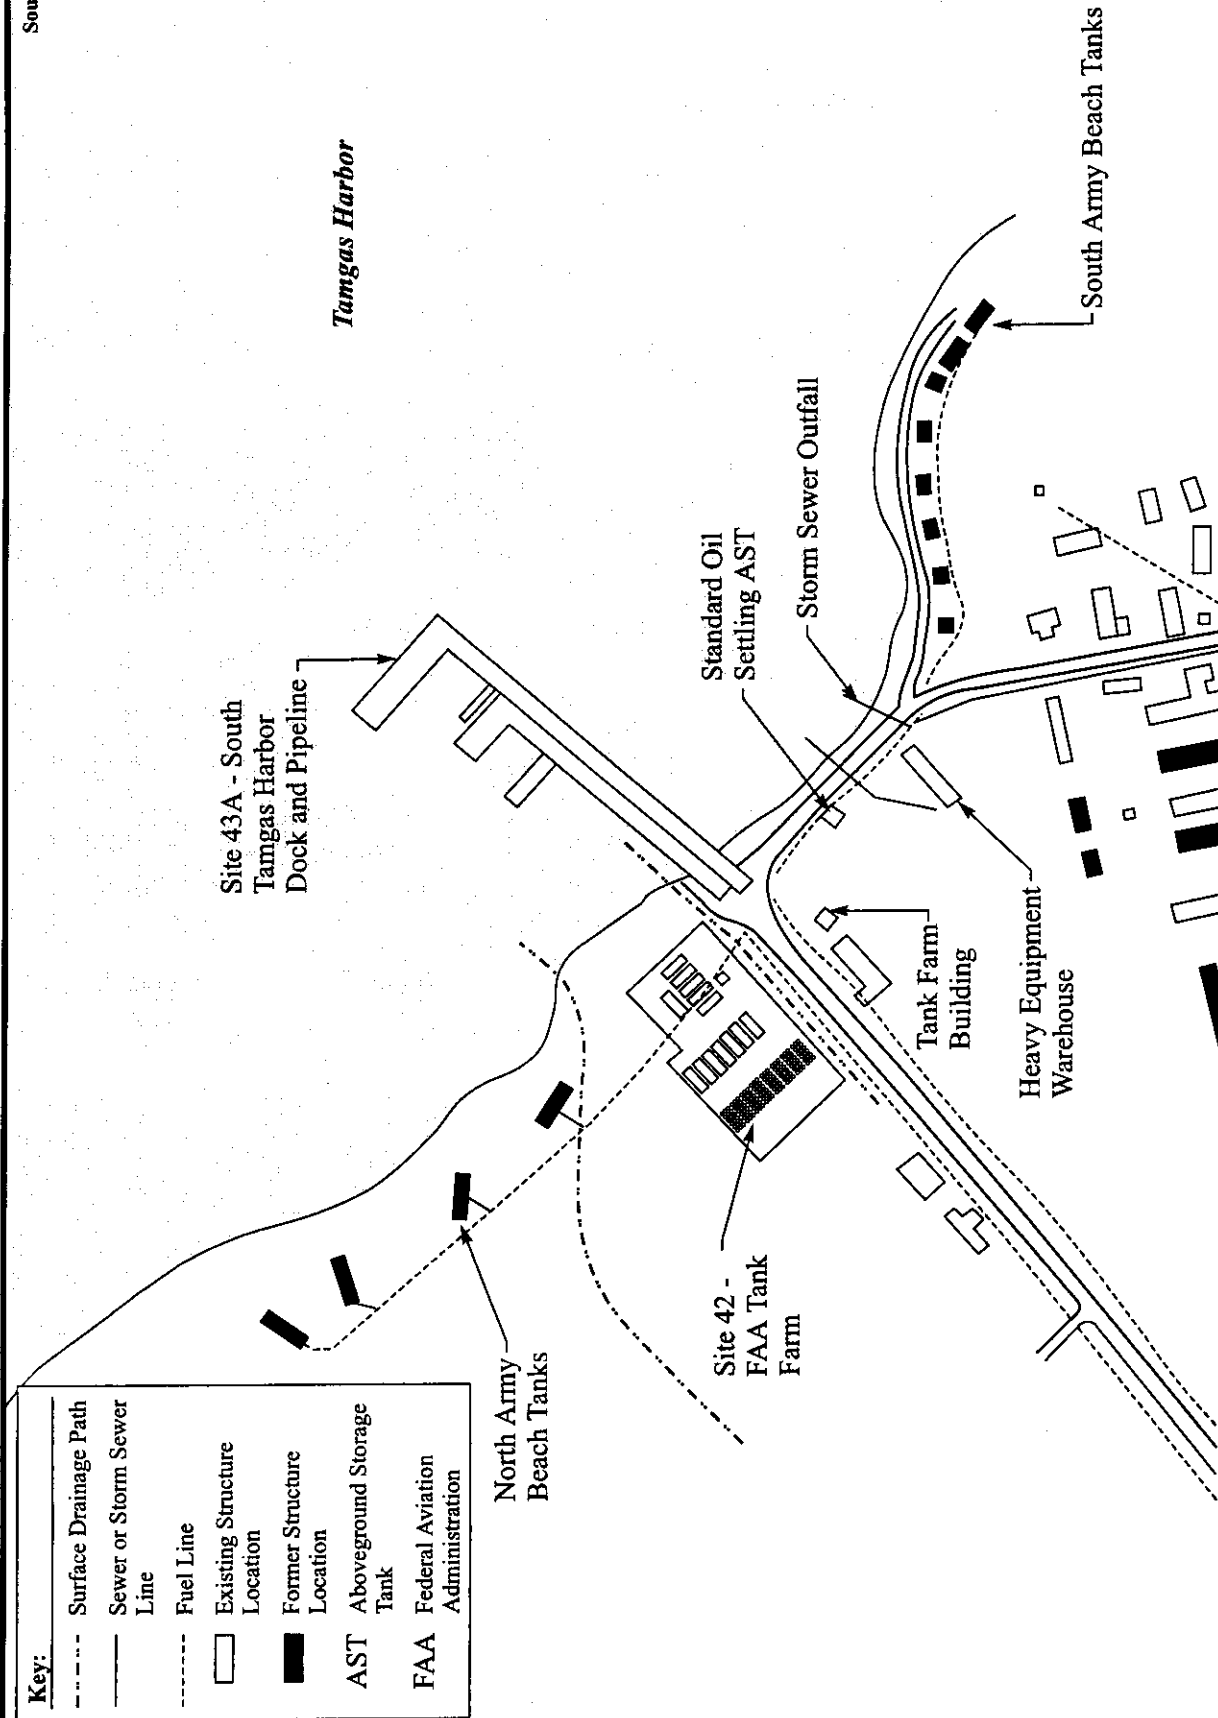 Sou
Key:
Surface Drainage Path
Sewer or Storm Sewer
Line
Fuel Line
Existing Structure
Location
Former Structure
Location
AST Aboveground Storage
Tank
FAA Federal Aviation
Administration
North Army
Beach Tanks
Site 43A - South
Tamgas Harbor
Dock and Pipeline
Tamgas Harbor
Site 42 -
FAA Tank
Farm
Standard Oil
Settling AST
Storm Sewer Outfall
Tank Farm
Building
Heavy Equipment
Warehouse
South Army Beach Tanks